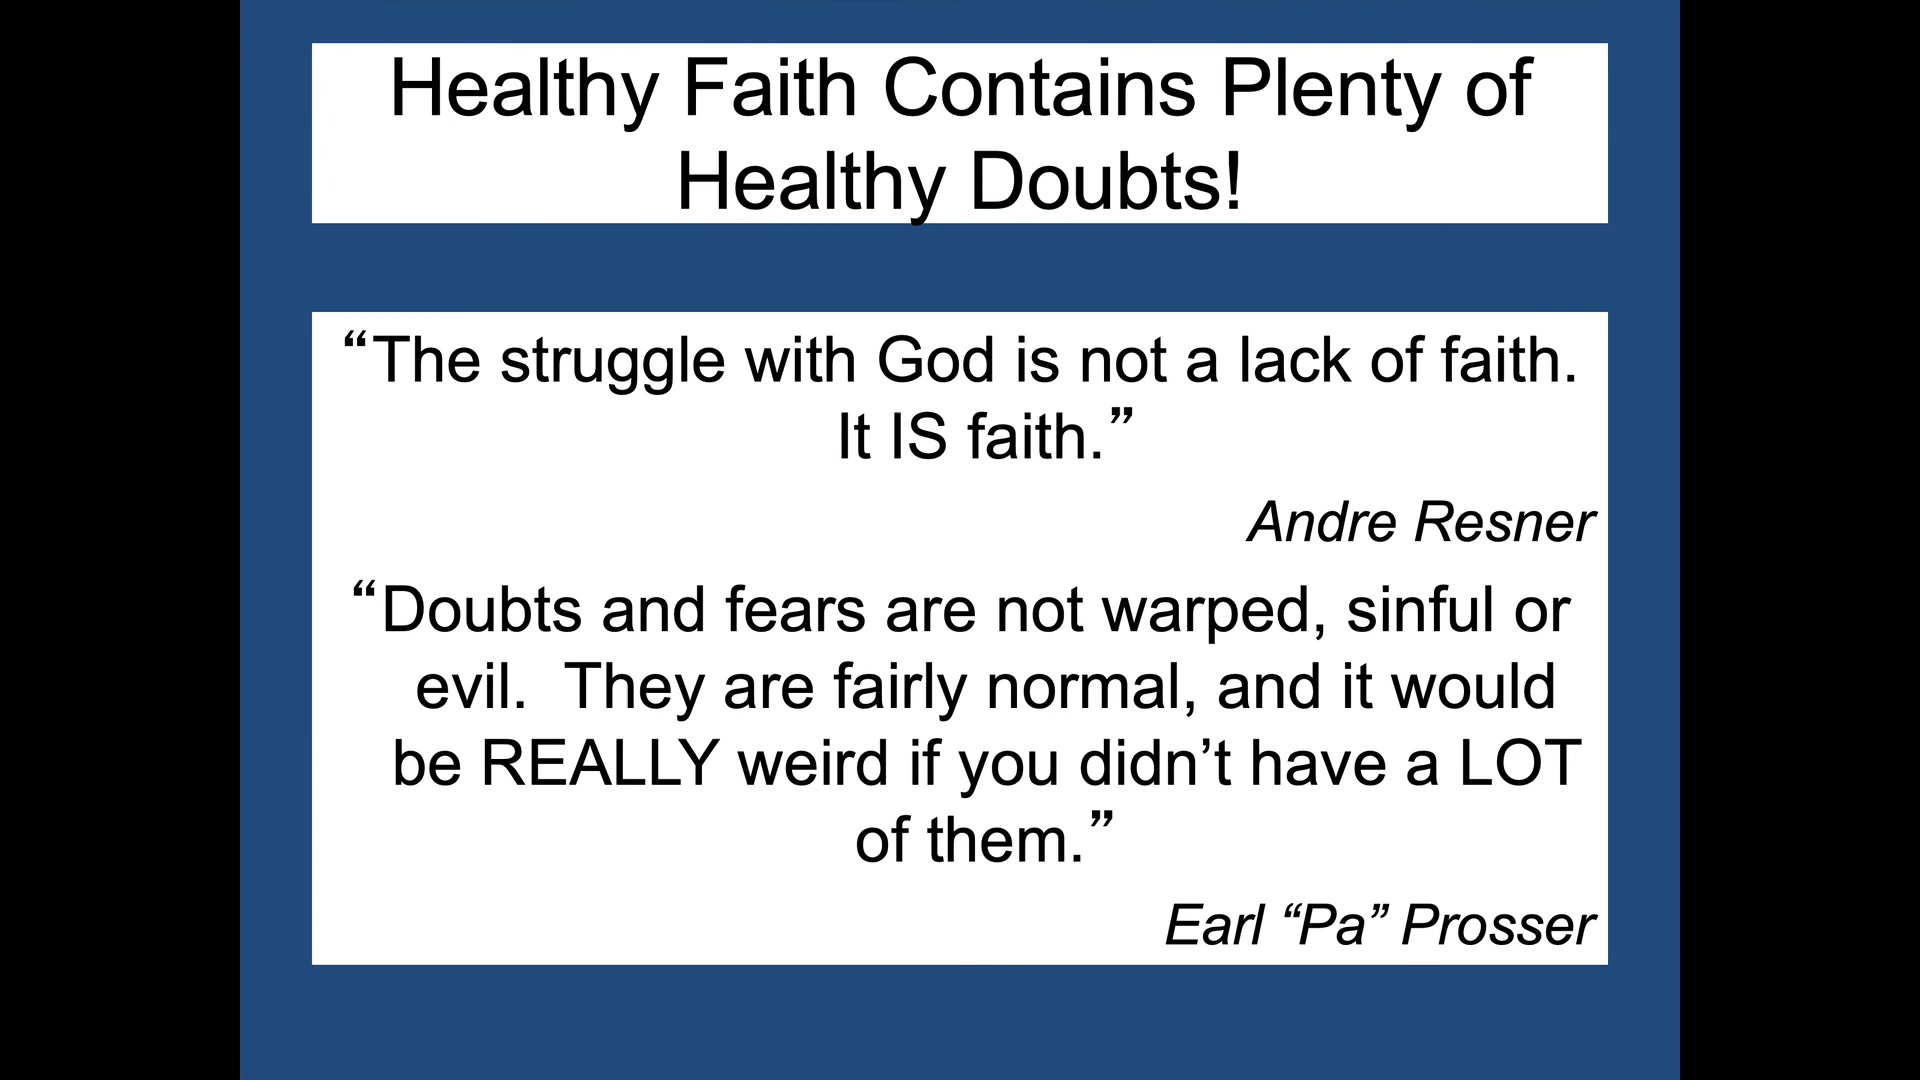 Healthy Faith Contains Plenty of
Healthy Doubts!
“The struggle with God is not a lack of faith.
It IS faith.”
Andre Resner
“Doubts and fears are not warped, sinful or
evil.  They are fairly normal, and it would
be REALLY weird if you didn’t have a LOT
of them.”
Earl “Pa” Prosser